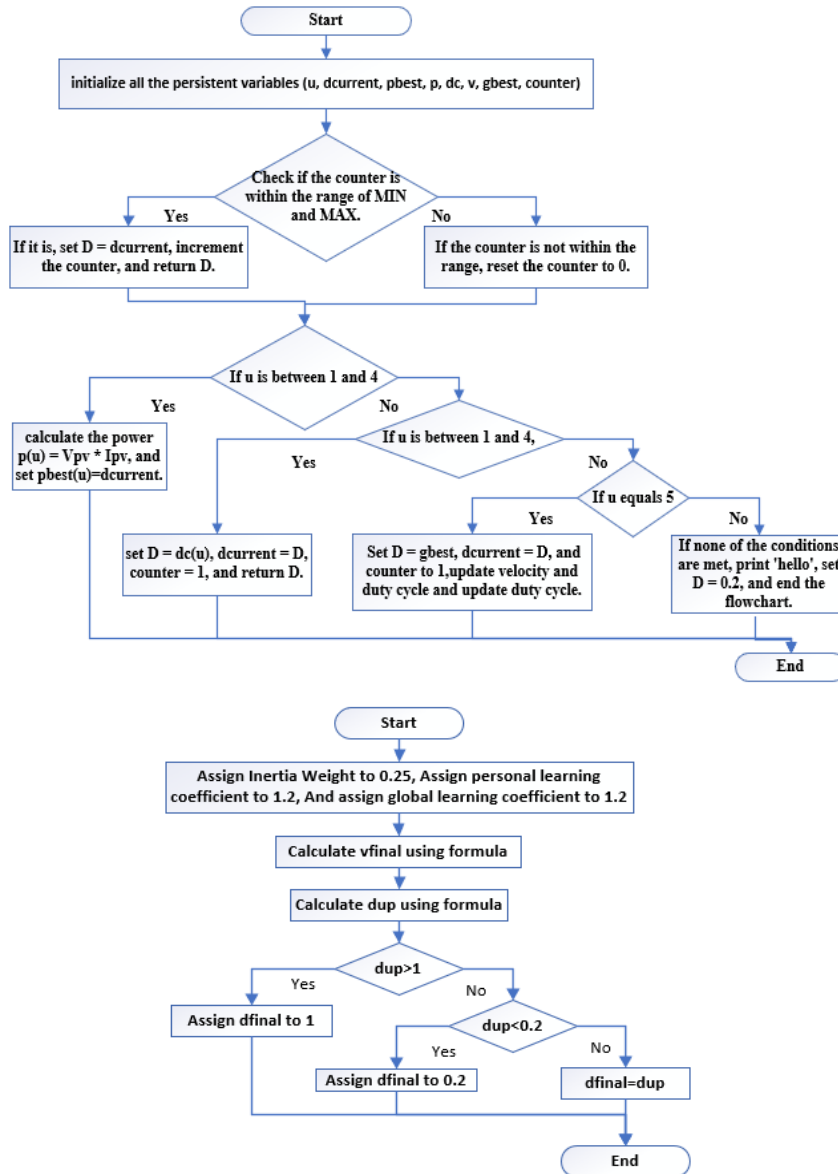 Start
initialize all the persistent variables (u, dcurrent, pbest, p, dc, v, gbest, counter)
Check if the counter is
within the range of MIN
and MAX.
Yes
No
If it is, set D = dcurrent, increment
the counter, and return D.
If the counter is not within the
range, reset the counter to 0.
If u is between 1 and 4
Yes
No
calculate the power
p(u) = Vpv * Ipv, and
set pbest(u)=dcurrent.
If u is between 1 and 4,
Yes
No
If u equals 5
Yes
No
set D = dc(u), dcurrent = D,
counter = 1, and return D.
Set D = gbest, dcurrent = D, and
counter to 1,update velocity and
duty cycle and update duty cycle.
If none of the conditions
are met, print 'hello', set
D = 0.2, and end the
flowchart.
End
Start
Assign Inertia Weight to 0.25, Assign personal learning
coefficient to 1.2, And assign global learning coefficient to 1.2
Calculate vfinal using formula
Calculate dup using formula
dup>1
Yes
No
Assign dfinal to 1
dup<0.2
Yes
No
Assign dfinal to 0.2
dfinal=dup
End